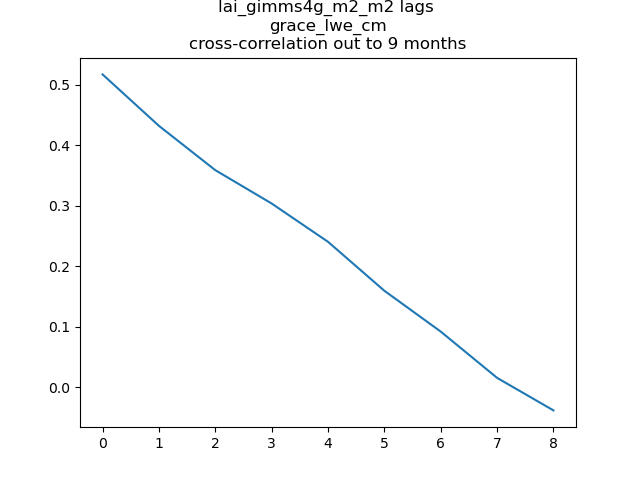 lai_gimms4g_m2_m2 lags
grace_lwe_cm
cross-correlation out to 9 months
0.5
0.4
0.3
0.2
0.1
0.0
0 1 2 3 4 5 6 7 8